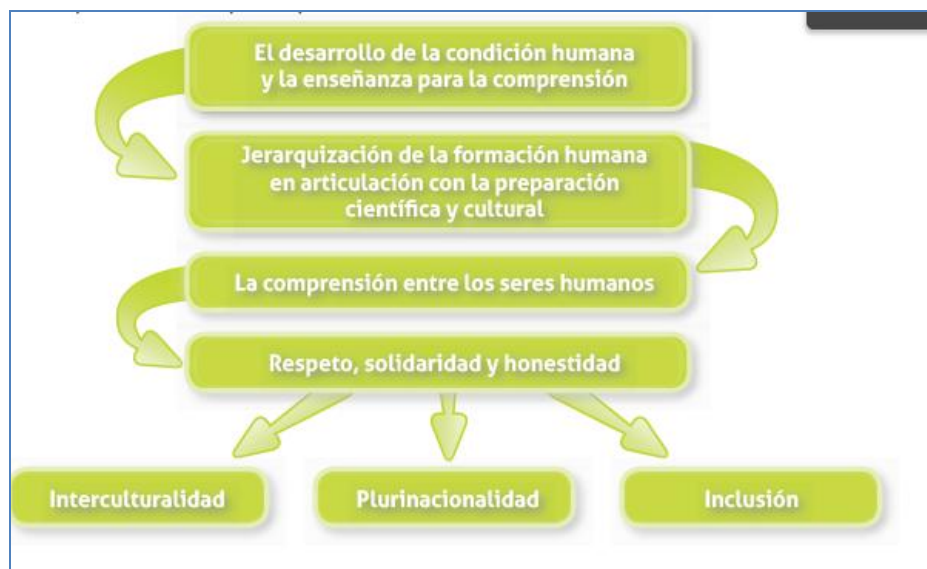 El desarrollo de la condición humana
y la enseñanza para la comprensión
Jerarquización de la formación humana
en articulación con la preparación
científica y cultural
La comprensión entre los seres humanos
Respeto, solidaridad y honestidad
Interculturalidad
Plurinacionalidad
Inclusión